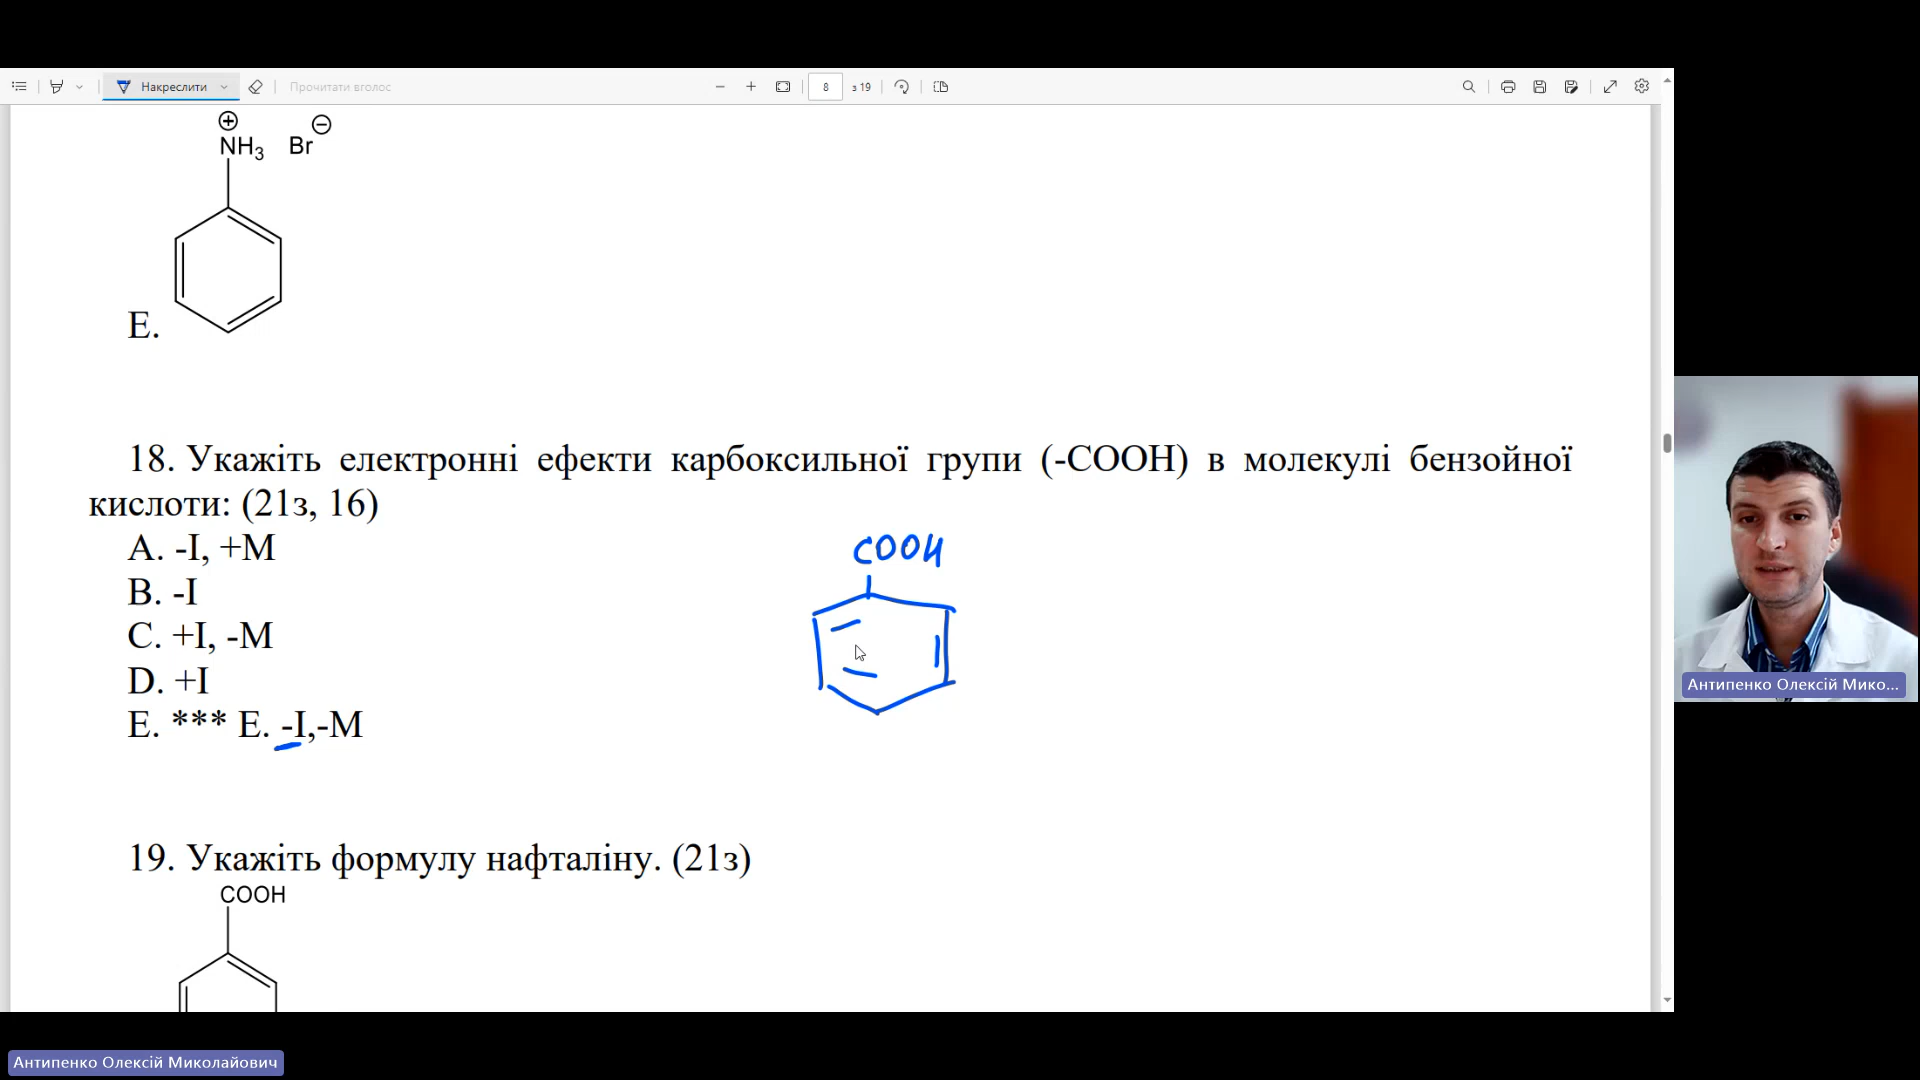 Накреслити
Прочитати вголос
8
з 19
NH3 Br
E.
18. Укажіть електронні ефекти карбоксильної групи (-COOH) в молекулі бензойної
кислоти: (21з, 16)
A. -I, +M
B. -I
C. +I, -M
D. +I
E. *** E. -I,-M
COOH
19. Укажіть формулу нафталіну. (21з)
COOH
Антипенко Олексій Мико...
Антипенко Олексій Миколайович